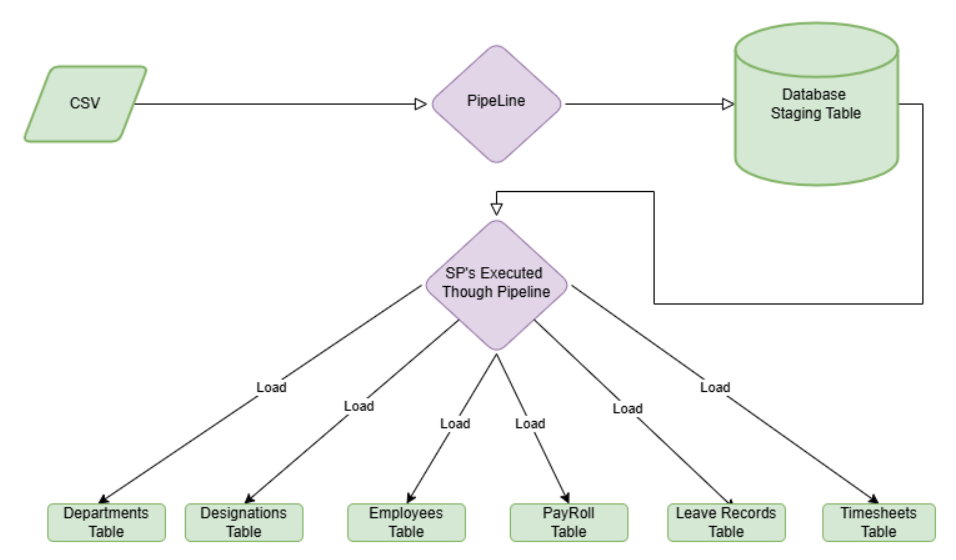 CSV
PipeLine
Database
Staging Table
SP's Executed
Though Pipeline
Load
Load
Load
Load
Load
Load
Departments
Table
Designations
Table
Employees
Table
PayRoll
Table
Leave Records
Table
Timesheets
Table